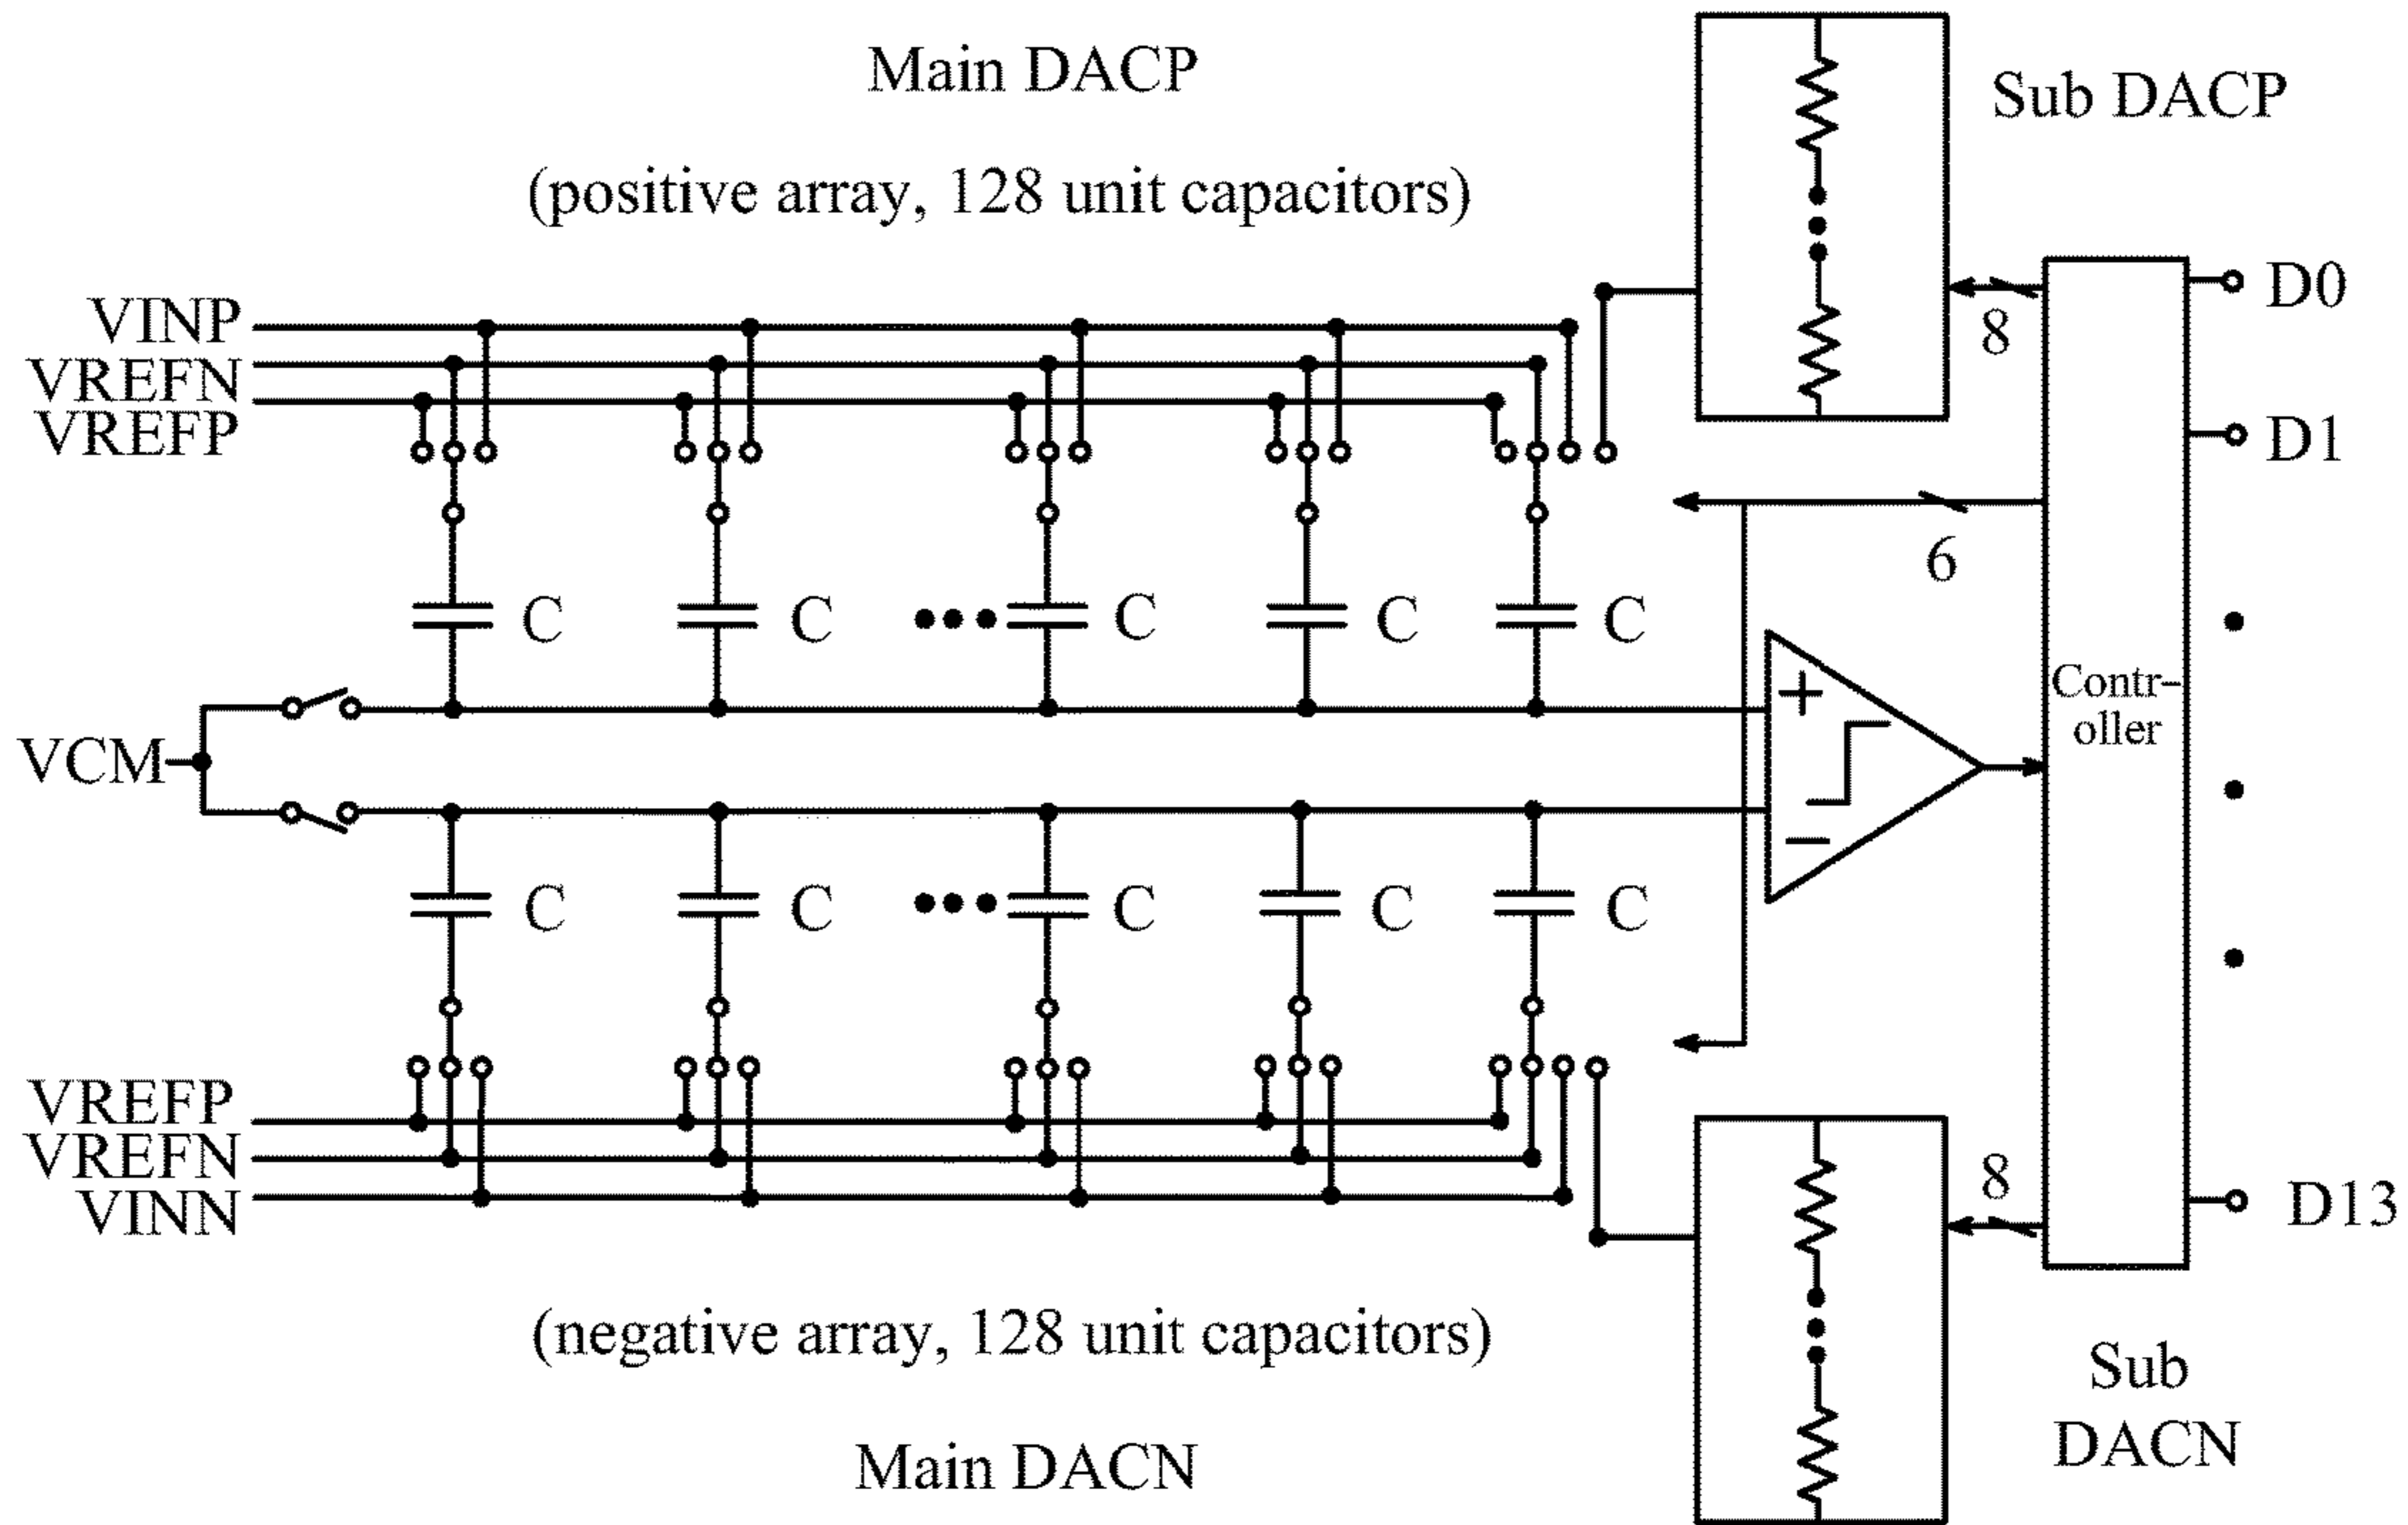 Main DACP
Sub DACP
(positive array, 128 unit capacitors)
VINP
VREFN
VREFP
8
D0
D1
6
C C C C C
+
Contr-
oller
VCM
−
C C C C C
VREFP
VREFN
VINN
8
D13
(negative array, 128 unit capacitors)
Sub
DACN
Main DACN